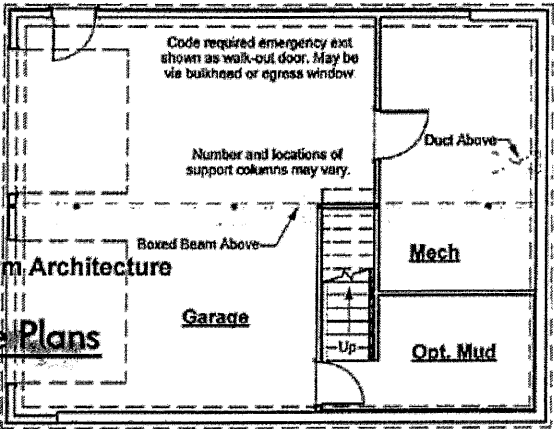 Code required emergency exit
shown as walk-out door. May be
via bulkhead or egress window
Duct Above
Number and locations of
support columns may vary.
Boxed Beam Above
Mech
m Architecture
Garage
e Plans
Up
Opt. Mud